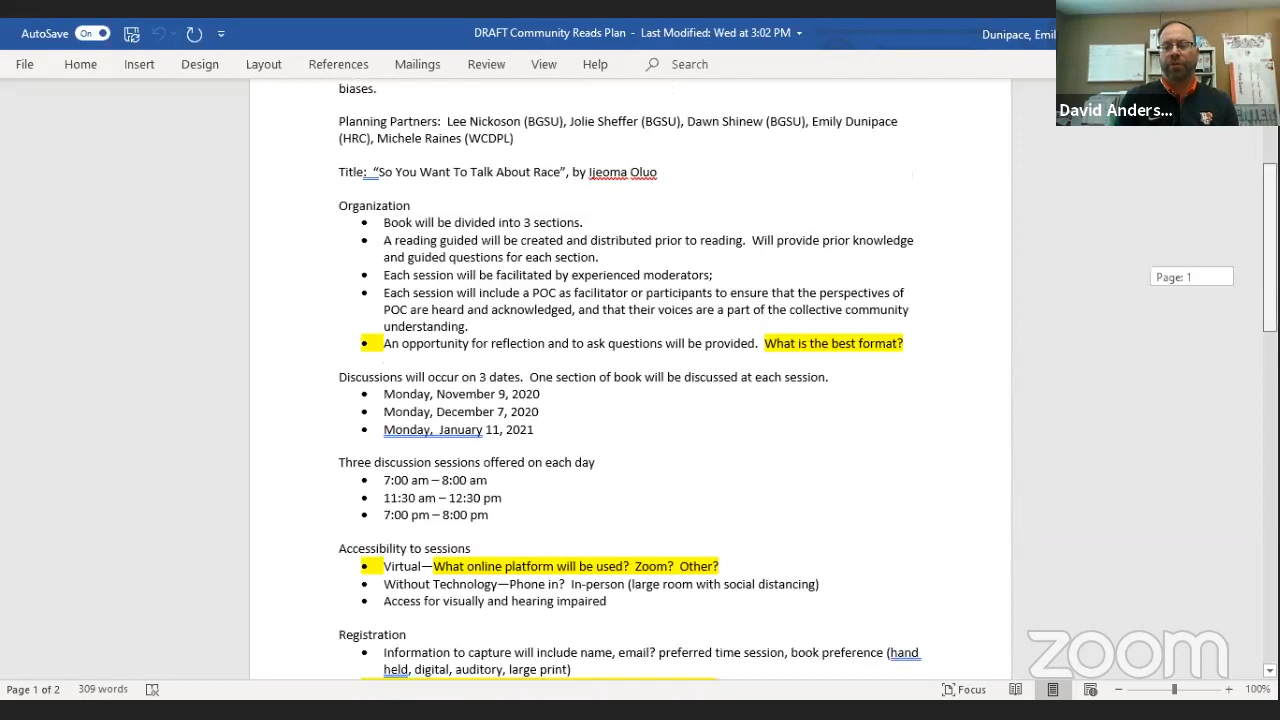 AutoSave On DRAFT Community Reads Plan - Last Modified: Wed at 3:02 PM Dunipace, Emi
File Home Insert Design Layout References Mailings Review View Help Search
David Anders...
biases.
Planning Partners: Lee Nickoson (BGSU), Jolie Sheffer (BGSU), Dawn Shinew (BGSU), Emily Dunipace
(HRC), Michele Raines (WCDPL)
Title: “So You Want To Talk About Race”, by Ijeoma Oluo
Organization
• Book will be divided into 3 sections.
• A reading guided will be created and distributed prior to reading. Will provide prior knowledge
and guided questions for each section.
• Each session will be facilitated by experienced moderators;
• Each session will include a POC as facilitator or participants to ensure that the perspectives of
POC are heard and acknowledged, and that their voices are a part of the collective community
understanding.
• An opportunity for reflection and to ask questions will be provided. What is the best format?
Page: 1
Discussions will occur on 3 dates. One section of book will be discussed at each session.
• Monday, November 9, 2020
• Monday, December 7, 2020
• Monday, January 11, 2021
Three discussion sessions offered on each day
• 7:00 am – 8:00 am
• 11:30 am – 12:30 pm
• 7:00 pm – 8:00 pm
Accessibility to sessions
• Virtual—What online platform will be used? Zoom? Other?
• Without Technology—Phone in? In-person (large room with social distancing)
• Access for visually and hearing impaired
Registration
• Information to capture will include name, email? preferred time session, book preference (hand
held, digital, auditory, large print)
zoom
Page 1 of 2 309 words Focus 100%